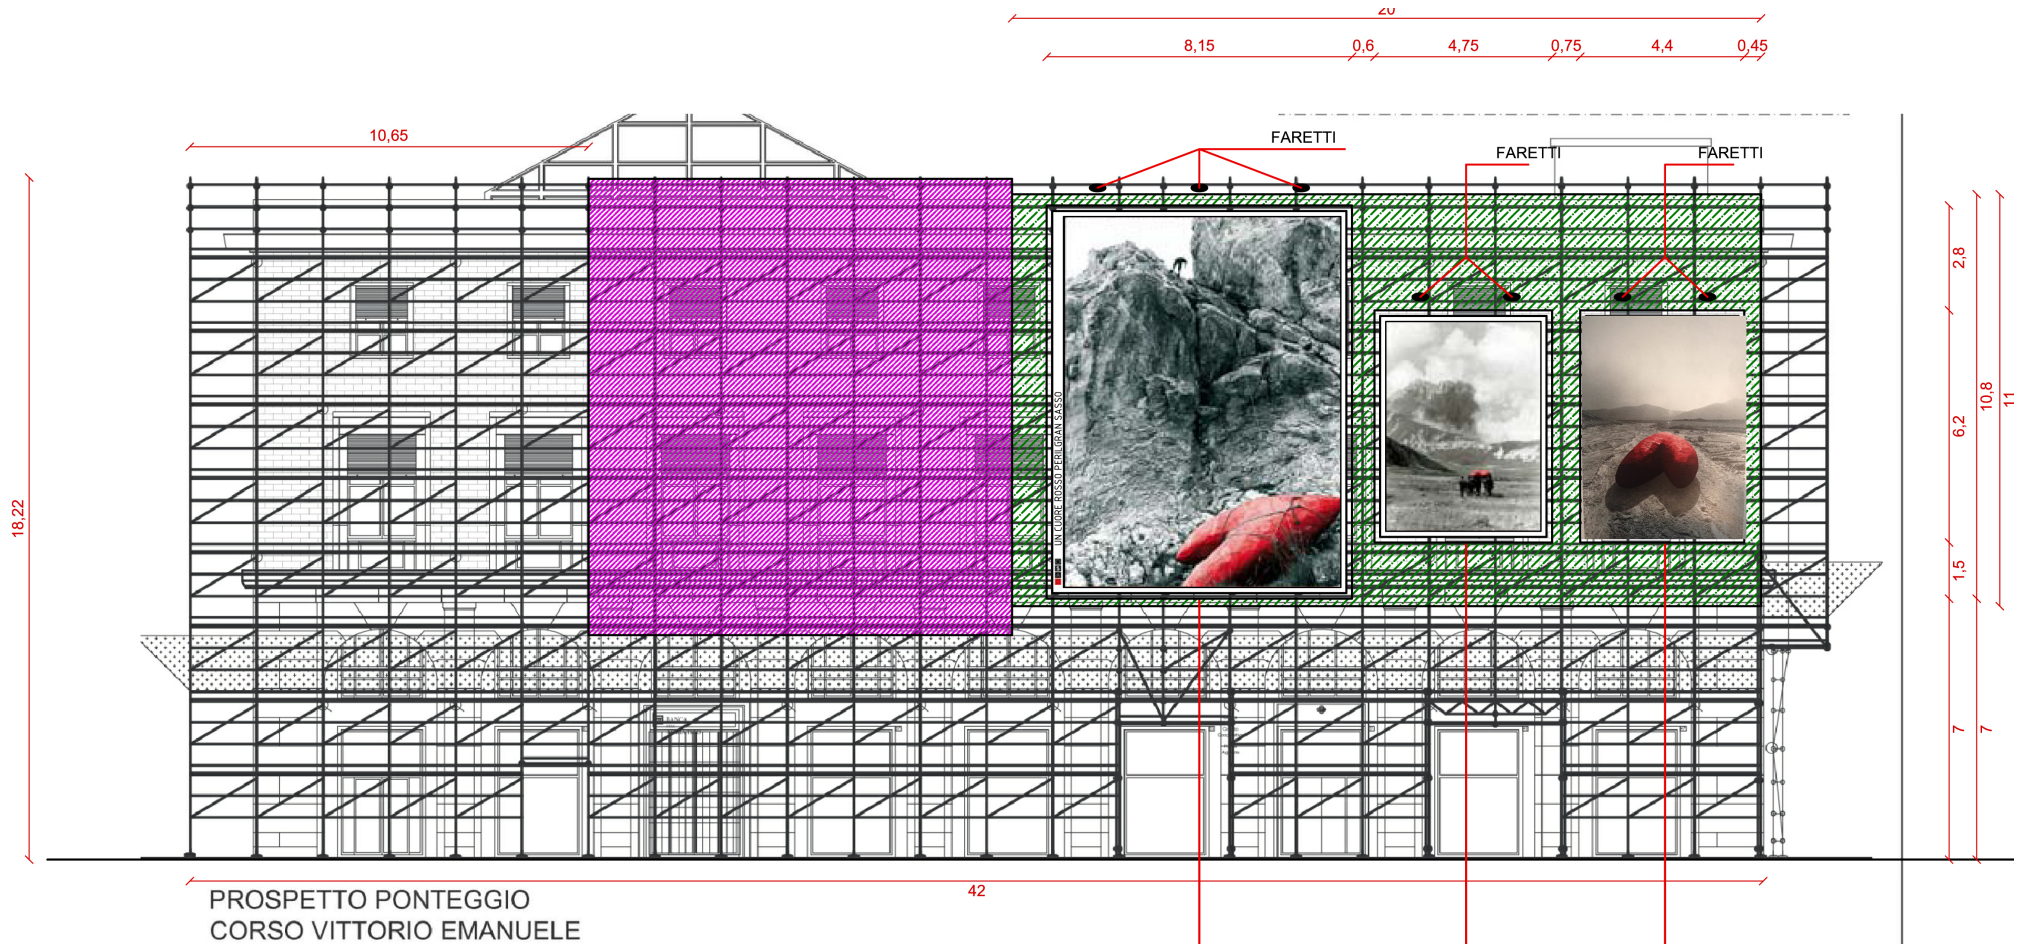 20
8,15
0,6
4,75
0,75
4,4
0,45
10,65
FARETTI
FARETTI
FARETTI
18,22
2,8
6,2
1,5
7
10,8
7
11
UN CUORE ROSSO PER IL GRAN SASSO
BANCA
42
PROSPETTO PONTEGGIO
CORSO VITTORIO EMANUELE